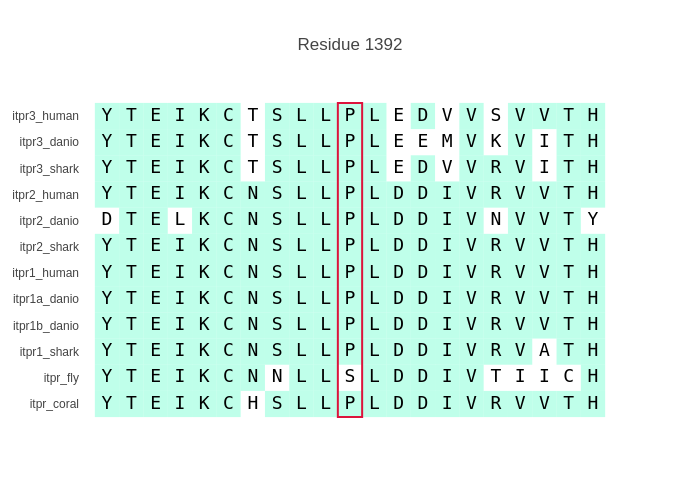 Residue 1392
itpr3_human Y T E I K C T S L L P L E D V V S V V T H
itpr3_danio Y T E I K C T S L L P L E E M V K V I T H
itpr3_shark Y T E I K C T S L L P L E D V V R V I T H
itpr2_human Y T E I K C N S L L P L D D I V R V V T H
itpr2_danio D T E L K C N S L L P L D D I V N V V T Y
itpr2_shark Y T E I K C N S L L P L D D I V R V V T H
itpr1_human Y T E I K C N S L L P L D D I V R V V T H
itpr1a_danio Y T E I K C N S L L P L D D I V R V V T H
itpr1b_danio Y T E I K C N S L L P L D D I V R V V T H
itpr1_shark Y T E I K C N S L L P L D D I V R V A T H
itpr_fly Y T E I K C N N L L S L D D I V T I I C H
itpr_coral Y T E I K C H S L L P L D D I V R V V T H